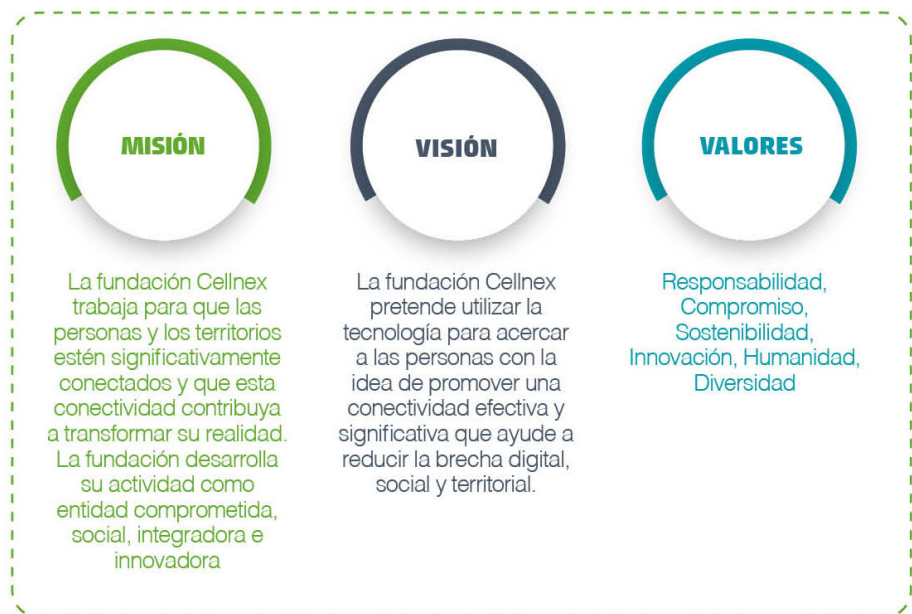 MISIÓN
La fundación Cellnex
trabaja para que las
personas y los territorios
estén significativamente
conectados y que esta
conectividad contribuya
a transformar su realidad.
La fundación desarrolla
su actividad como
entidad comprometida,
social, integradora e
innovadora
VISIÓN
La fundación Cellnex
pretende utilizar la
tecnología para acercar
a las personas con la
idea de promover una
conectividad efectiva y
significativa que ayude a
reducir la brecha digital,
social y territorial.
VALORES
Responsabilidad,
Compromiso,
Sostenibilidad,
Innovación, Humanidad,
Diversidad